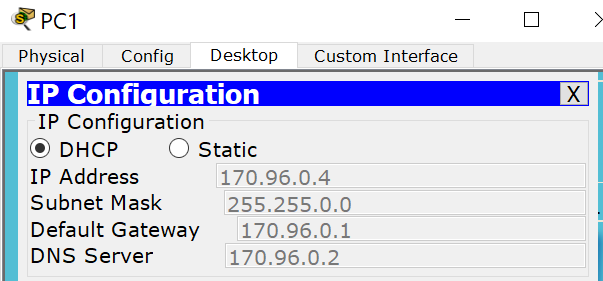 PC1
Physical Config Desktop Custom Interface
IP Configuration X
IP Configuration
DHCP Static
IP Address 170.96.0.4
Subnet Mask 255.255.0.0
Default Gateway 170.96.0.1
DNS Server 170.96.0.2